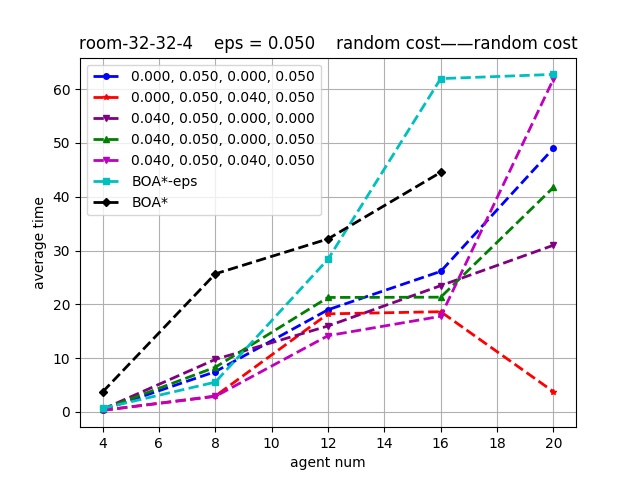 room-32-32-4    eps = 0.050    random cost——random cost
0.000, 0.050, 0.000, 0.050
0.000, 0.050, 0.040, 0.050
0.040, 0.050, 0.000, 0.000
0.040, 0.050, 0.000, 0.050
0.040, 0.050, 0.040, 0.050
BOA*-eps
BOA*
average time
60
50
40
30
20
10
0
4 6 8 10 12 14 16 18 20
agent num